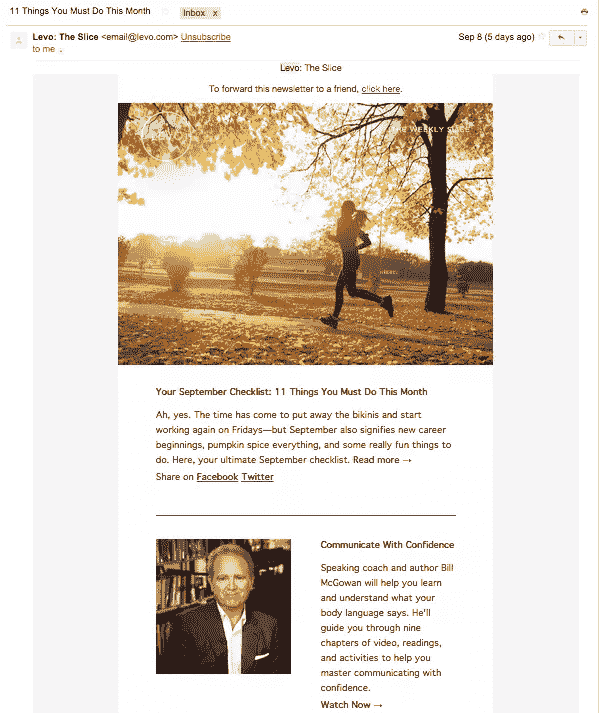 11 Things You Must Do This Month
Inbox x
Levo: The Slice <email@levo.com> Unsubscribe
Sep 8 (5 days ago)
to me
Levo: The Slice
To forward this newsletter to a friend, click here.
THE WEEKLY SLICE
Your September Checklist: 11 Things You Must Do This Month
Ah, yes. The time has come to put away the bikinis and start
working again on Fridays—but September also signifies new career
beginnings, pumpkin spice everything, and some really fun things to
do. Here, your ultimate September checklist. Read more →
Share on Facebook Twitter
Communicate With Confidence
Speaking coach and author Bill
McGowan will help you learn
and understand what your
body language says. He'll
guide you through nine
chapters of video, readings,
and activities to help you
master communicating with
confidence.
Watch Now →